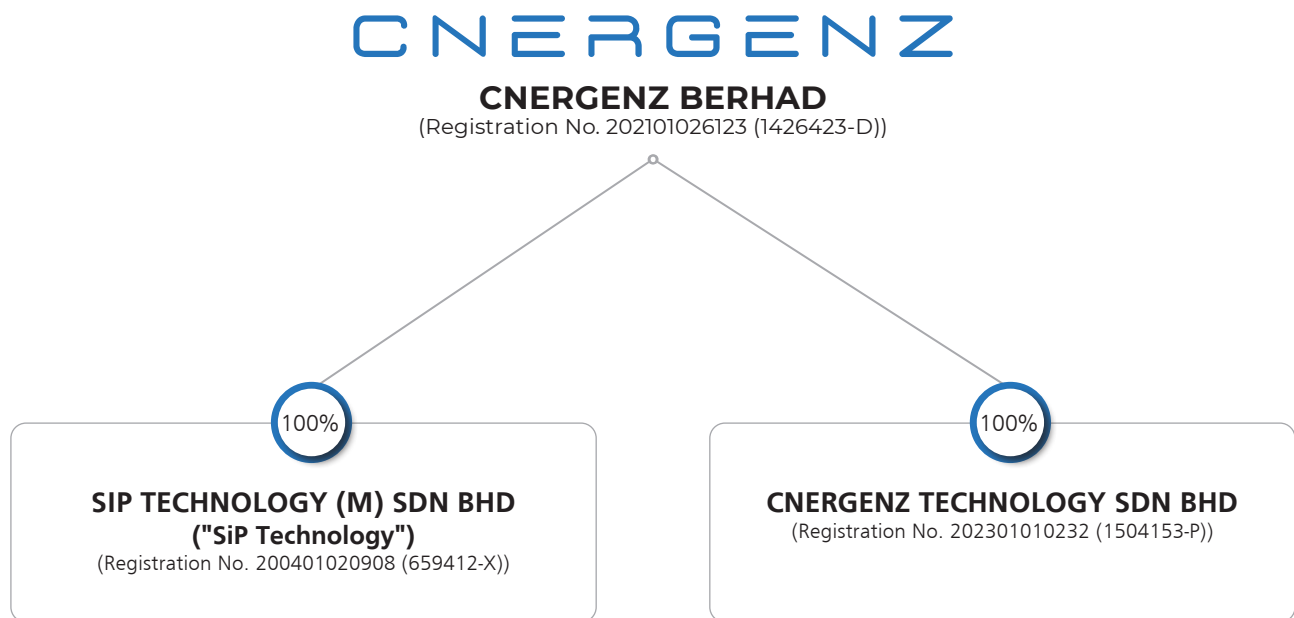 CNERGENZ
CNERGENZ BERHAD
(Registration No. 202101026123 (1426423-D))
100%
SIP TECHNOLOGY (M) SDN BHD
("SiP Technology")
(Registration No. 200401020908 (659412-X))
100%
CNERGENZ TECHNOLOGY SDN BHD
(Registration No. 202301010232 (1504153-P))